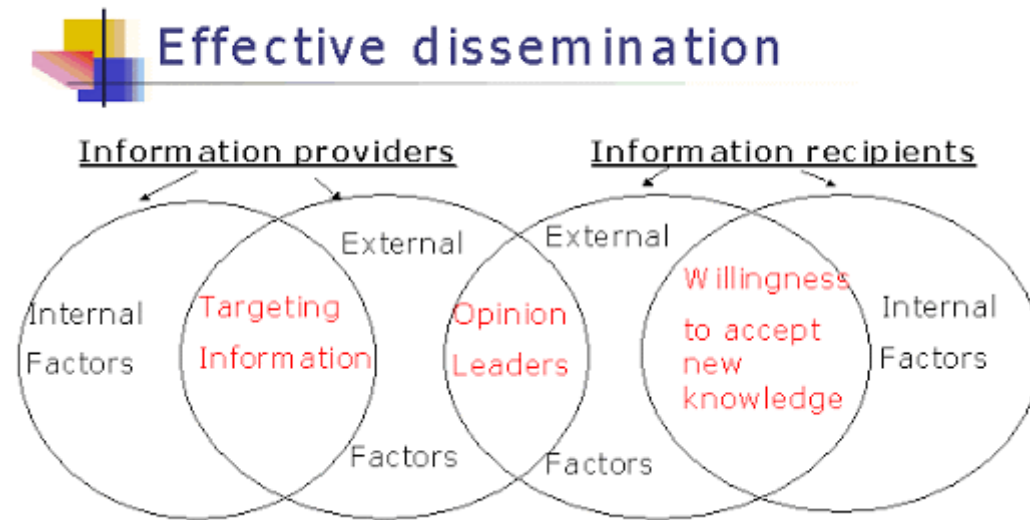 Effective dissemination
Information providers
Information recipients
Internal
Factors
Targeting
Information
External
Factors
Opinion
Leaders
External
Factors
Willingness
to accept
new
knowledge
Internal
Factors